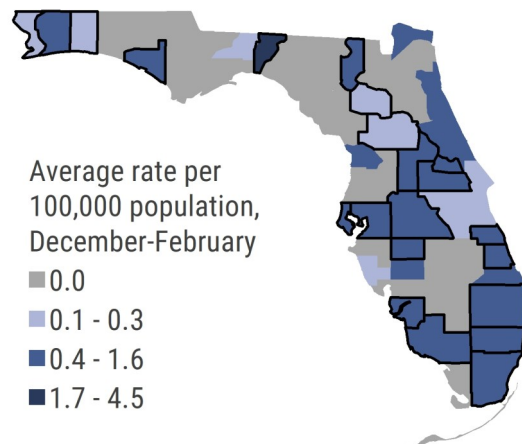 Average rate per
100,000 population,
December-February
0.0
0.1 - 0.3
0.4 - 1.6
1.7 - 4.5